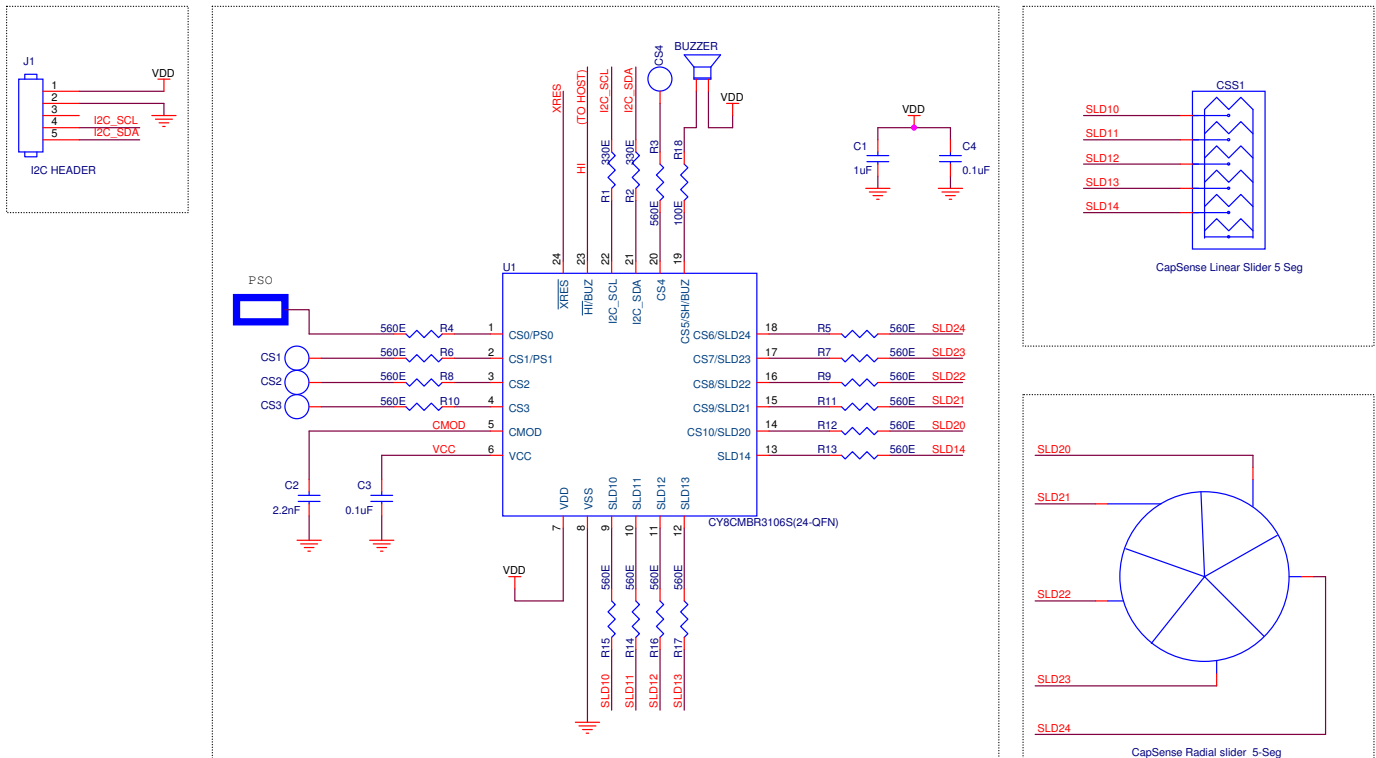 J1
VDD
1
2
3
4
5
I2C_SCL
I2C_SDA
I2C HEADER
XRES
HI
(TO HOST)
I2C_SCL
I2C_SDA
CS4
BUZZER
VDD
R1
330E
R2
330E
R3
560E
R18
100E
VDD
C1
1uF
C4
0.1uF
U1
24
23
22
21
20
19
XRES
HI/BUZ
I2C_SCL
I2C_SDA
CS4
CS5/SH/BUZ
PS0
560E R4 1 CS0/PS0
CS1 560E R6 2 CS1/PS1
CS2 560E R8 3 CS2
CS3 560E R10 4 CS3
CMOD 5 CMOD
VCC 6 VCC
CS6/SLD24 18 R5 560E SLD24
CS7/SLD23 17 R7 560E SLD23
CS8/SLD22 16 R9 560E SLD22
CS9/SLD21 15 R11 560E SLD21
CS10/SLD20 14 R12 560E SLD20
SLD14 13 R13 560E SLD14
C2
2.2nF
C3
0.1uF
VDD
VSS
SLD10
SLD11
SLD12
SLD13
7
8
9
10
11
12
CY8CMBR3106S(24-QFN)
VDD
560E
560E
560E
560E
R15
R14
R16
R17
SLD10
SLD11
SLD12
SLD13
CSS1
SLD10
SLD11
SLD12
SLD13
SLD14
CapSense Linear Slider 5 Seg
SLD20
SLD21
SLD22
SLD23
SLD24
CapSense Radial slider 5-Seg